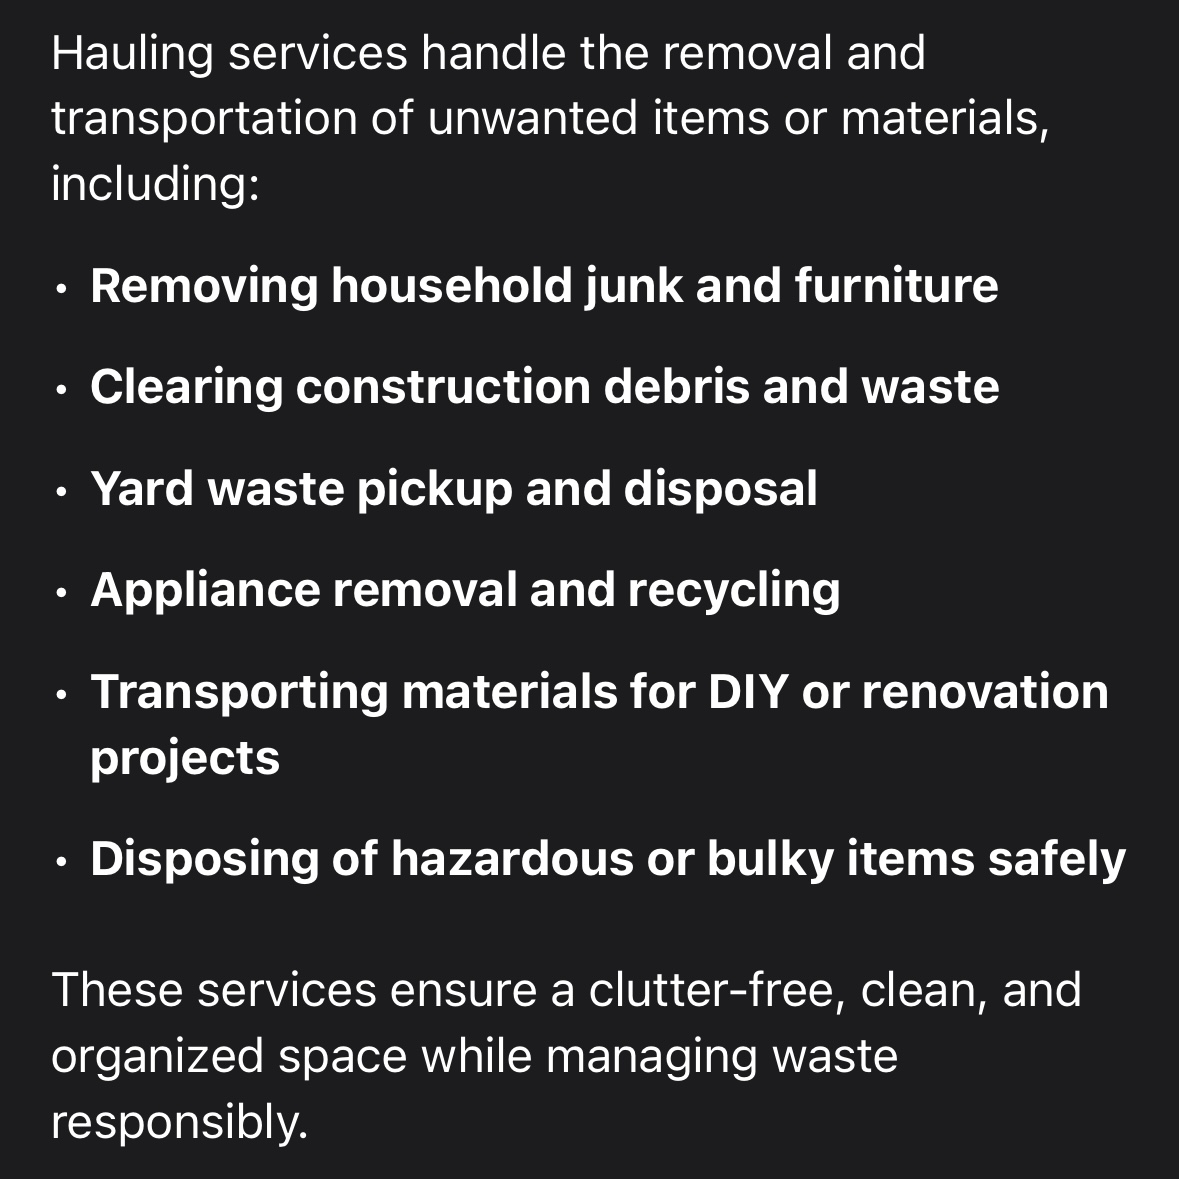 Hauling services handle the removal and
transportation of unwanted items or materials,
including:
• Removing household junk and furniture
• Clearing construction debris and waste
• Yard waste pickup and disposal
• Appliance removal and recycling
• Transporting materials for DIY or renovation
projects
• Disposing of hazardous or bulky items safely
These services ensure a clutter-free, clean, and
organized space while managing waste
responsibly.